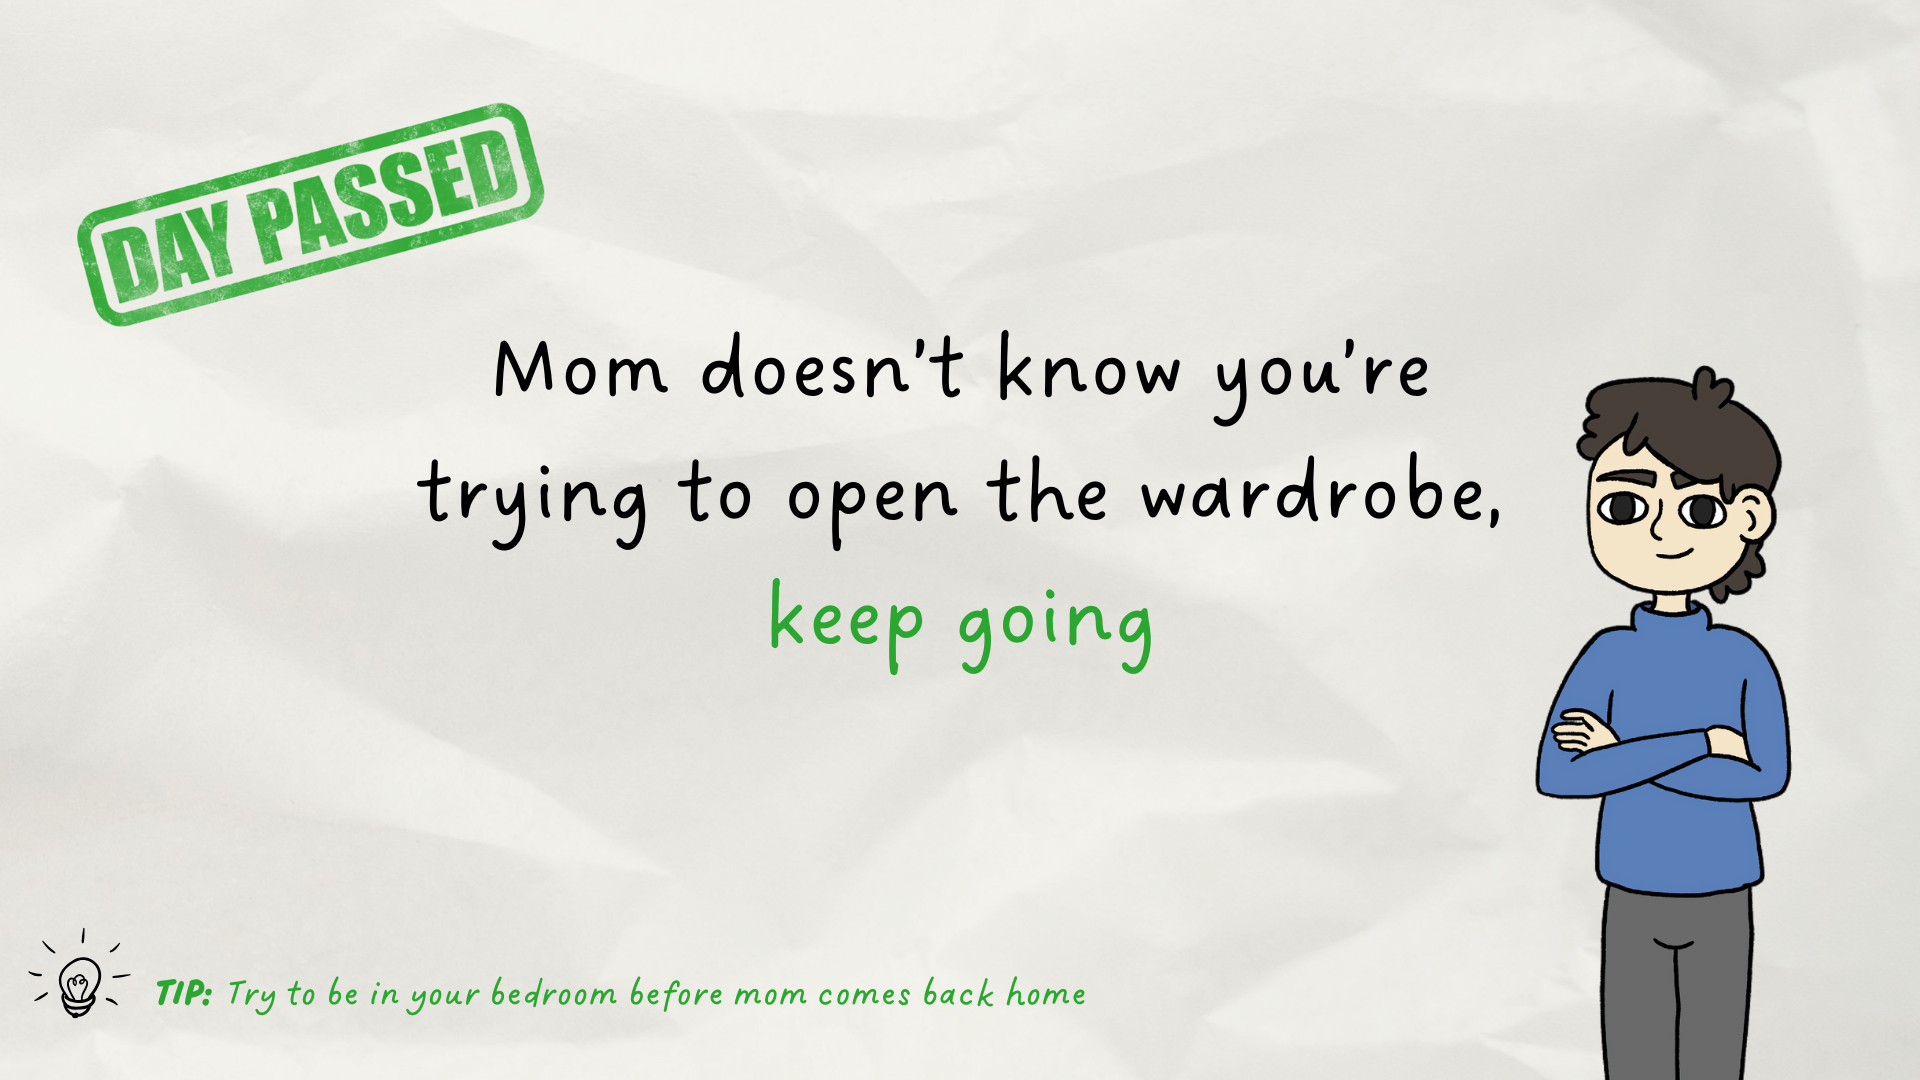 DAY PASSED
Mom doesn't know you're
trying to open the wardrobe,
keep going
TIP: Try to be in your bedroom before mom comes back home